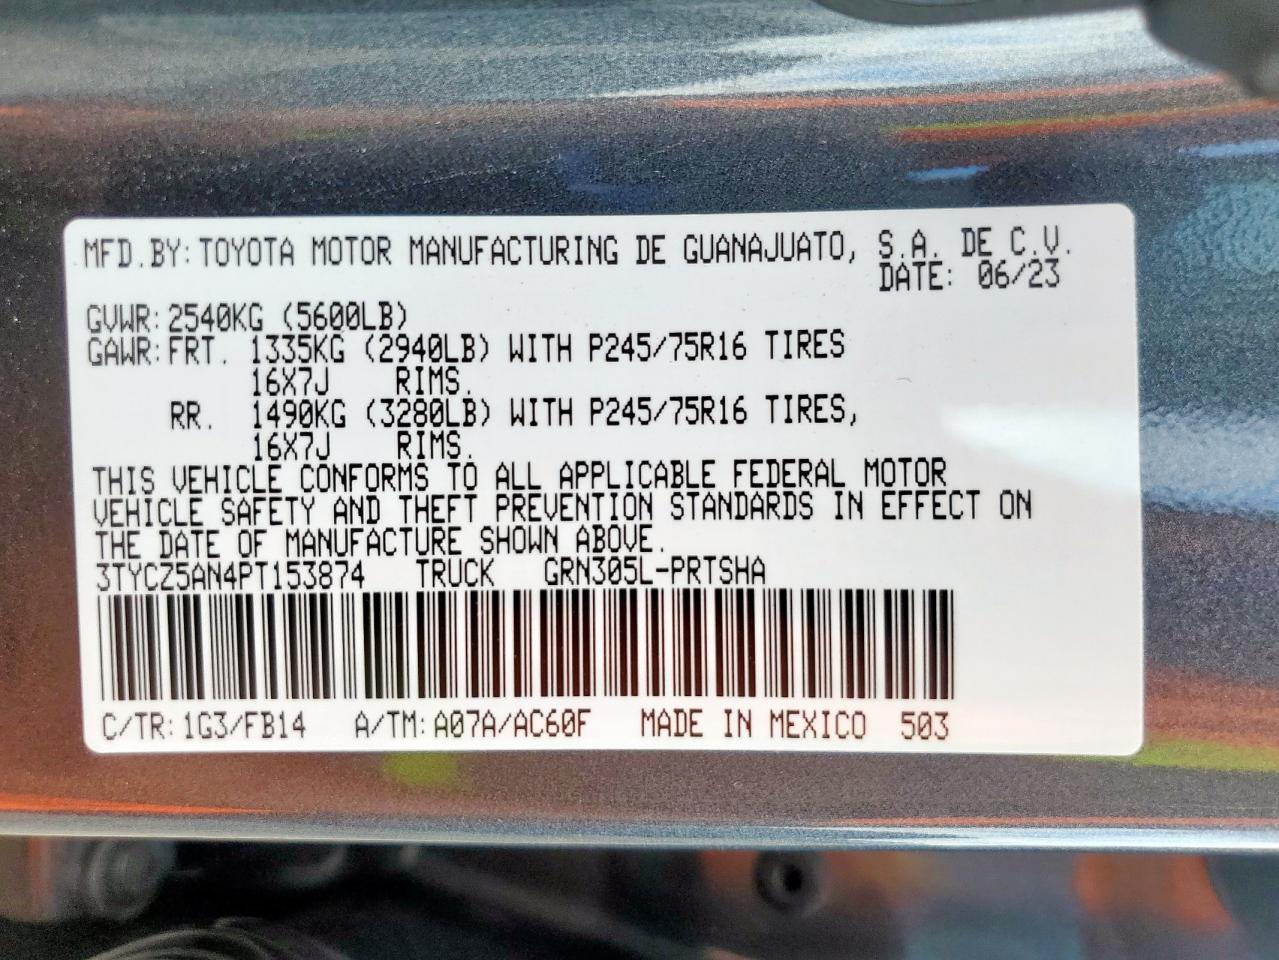 MFD.BY: TOYOTA MOTOR MANUFACTURING DE GUANAJUATO, S.A. DE C.V.
DATE: 06/23
GVWR: 2540KG (5600LB)
GAWR: FRT. 1335KG (2940LB) WITH P245/75R16 TIRES
16X7J RIMS.
RR. 1490KG (3280LB) WITH P245/75R16 TIRES,
16X7J RIMS.
THIS VEHICLE CONFORMS TO ALL APPLICABLE FEDERAL MOTOR
VEHICLE SAFETY AND THEFT PREVENTION STANDARDS IN EFFECT ON
THE DATE OF MANUFACTURE SHOWN ABOVE.
3TYCZ5AN4PT153874 TRUCK GRN305L-PRTSHA
C/TR: 1G3/FB14 A/TM: A07A/AC60F MADE IN MEXICO 503